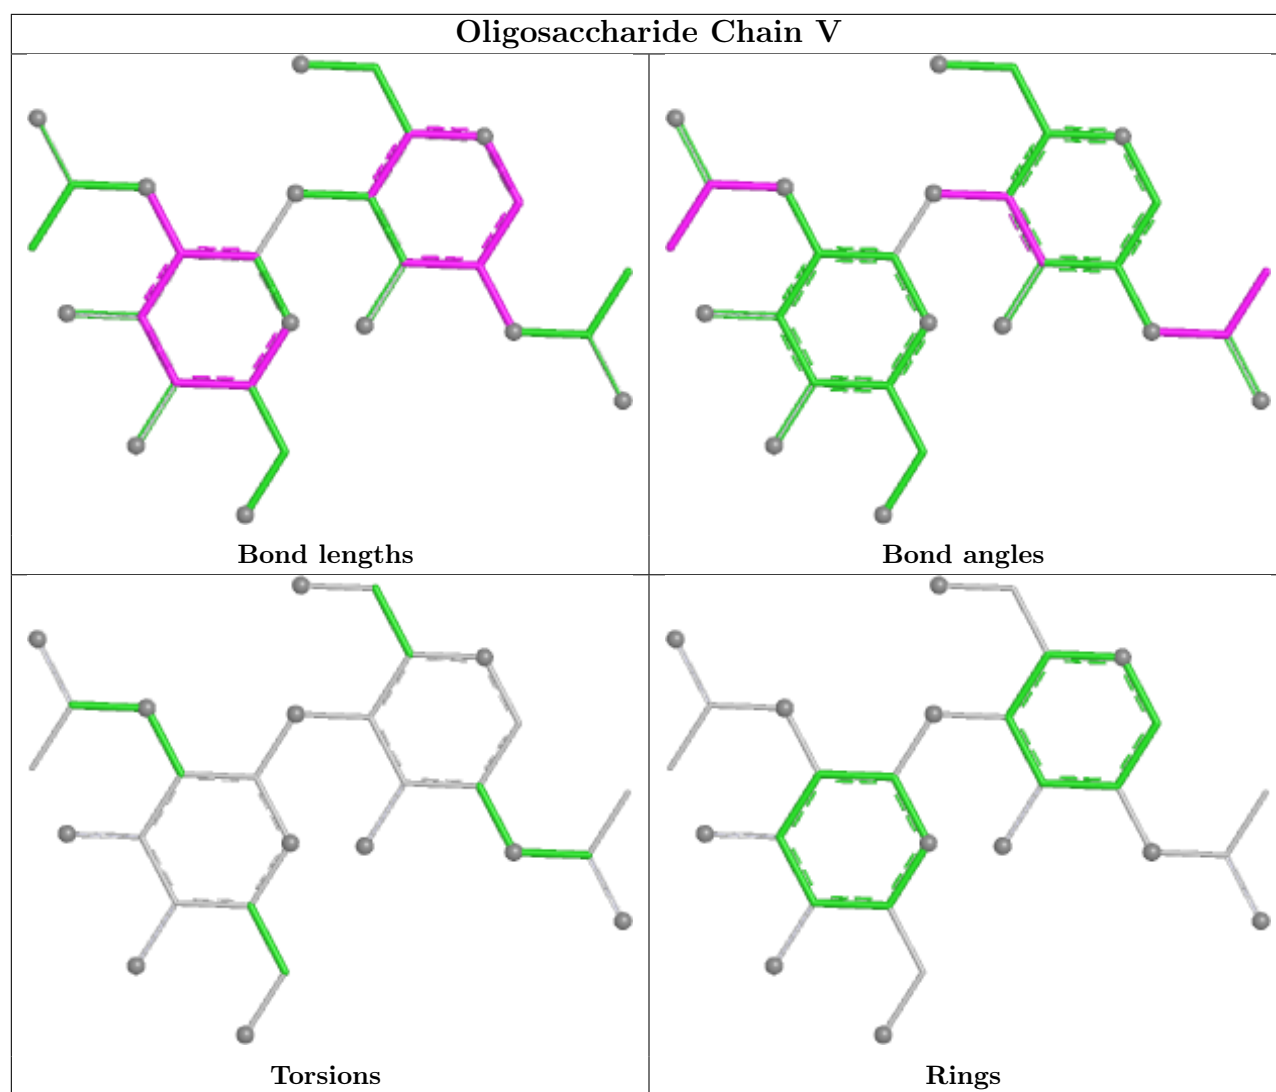 Oligosaccharide Chain V
Bond lengths
Bond angles
Torsions
Rings